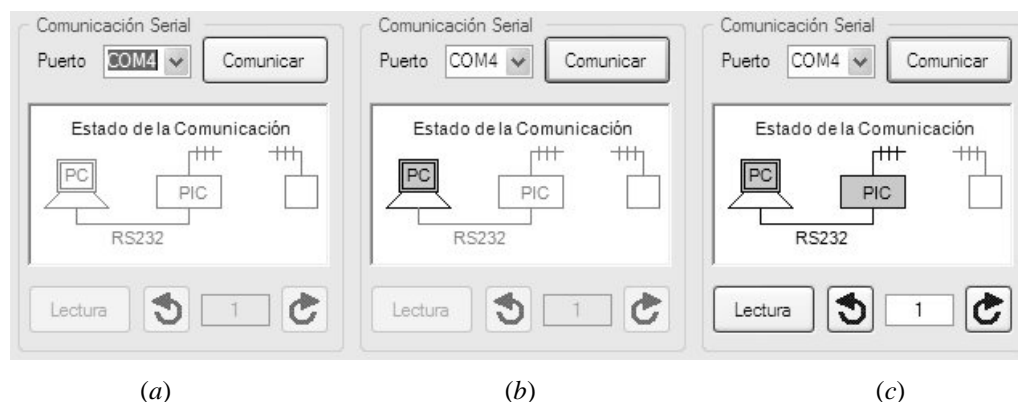 Comunicación Serial
Puerto COM4 Comunicar
Estado de la Comunicación
PC
PIC
RS232
Lectura 1
(a)
Comunicación Serial
Puerto COM4 Comunicar
Estado de la Comunicación
PC
PIC
RS232
Lectura 1
(b)
Comunicación Serial
Puerto COM4 Comunicar
Estado de la Comunicación
PC
PIC
RS232
Lectura 1
(c)